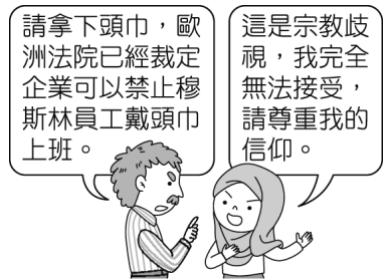 請拿下頭巾，歐
洲法院已經裁定
企業可以禁止穆
斯林員工戴頭巾
上班。
這是宗教歧
視，我完全
無法接受，
請尊重我的
信仰。